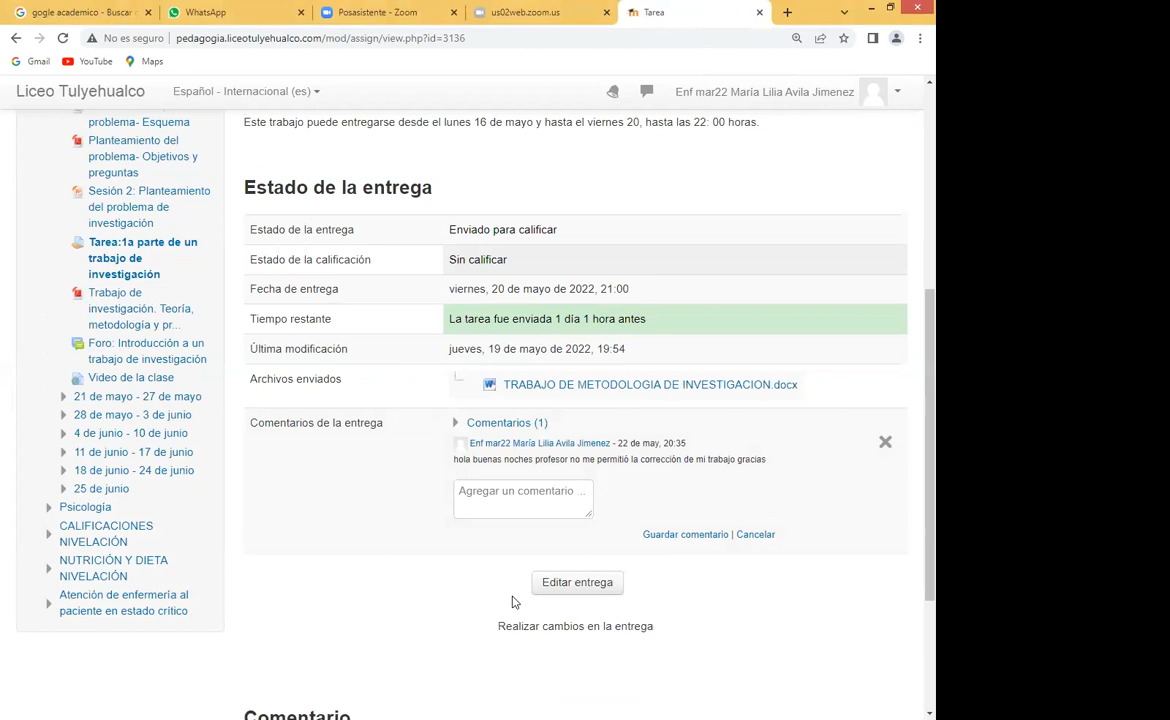 gogle academico - Buscar c
WhatsApp
Posasistente - Zoom
us02web.zoom.us
Tarea
No es seguro | pedagogia.liceotulyehualco.com/mod/assign/view.php?id=3136
Gmail
YouTube
Maps
Liceo Tulyehualco
Español - Internacional (es)
Enf mar22 María Lilia Avila Jimenez
problema- Esquema
Planteamiento del
problema- Objetivos y
preguntas
Sesión 2: Planteamiento
del problema de
investigación
Tarea:1a parte de un
trabajo de
investigación
Trabajo de
investigación. Teoría,
metodología y pr...
Foro: Introducción a un
trabajo de investigación
Video de la clase
21 de mayo - 27 de mayo
28 de mayo - 3 de junio
4 de junio - 10 de junio
11 de junio - 17 de junio
18 de junio - 24 de junio
25 de junio
Psicología
CALIFICACIONES
NIVELACIÓN
NUTRICIÓN Y DIETA
NIVELACIÓN
Atención de enfermería al
paciente en estado crítico
Este trabajo puede entregarse desde el lunes 16 de mayo y hasta el viernes 20, hasta las 22: 00 horas.
Estado de la entrega
Estado de la entrega Enviado para calificar
Estado de la calificación Sin calificar
Fecha de entrega viernes, 20 de mayo de 2022, 21:00
Tiempo restante La tarea fue enviada 1 día 1 hora antes
Última modificación jueves, 19 de mayo de 2022, 19:54
Archivos enviados TRABAJO DE METODOLOGIA DE INVESTIGACION.docx
Comentarios de la entrega Comentarios (1)
Enf mar22 María Lilia Avila Jimenez - 22 de may, 20:35
hola buenas noches profesor no me permitió la corrección de mi trabajo gracias
Agregar un comentario ...
Guardar comentario | Cancelar
Editar entrega
Realizar cambios en la entrega
Comentario